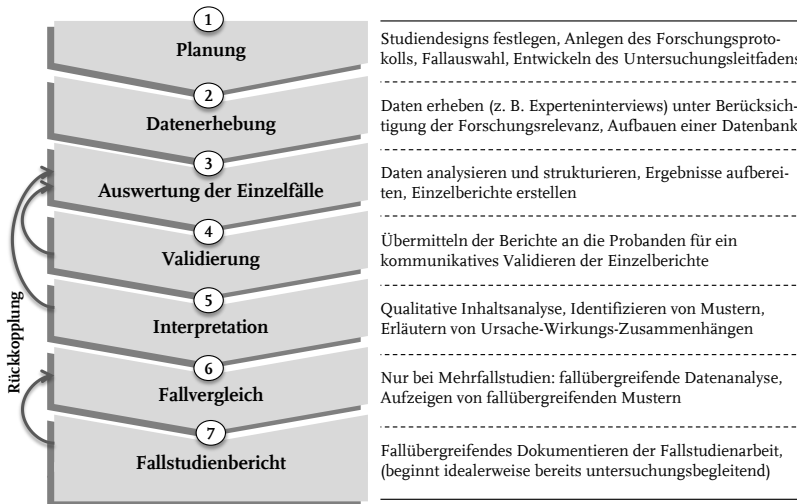 1
Planung
Studiendesigns festlegen, Anlegen des Forschungsproto-
kolls, Fallauswahl, Entwickeln des Untersuchungsleitfadens
2
Datenerhebung
Daten erheben (z. B. Experteninterviews) unter Berücksich-
tigung der Forschungsrelevanz, Aufbauen einer Datenbank
3
Auswertung der Einzelfälle
Daten analysieren und strukturieren, Ergebnisse aufberei-
ten, Einzelberichte erstellen
4
Validierung
Übermitteln der Berichte an die Probanden für ein
kommunikatives Validieren der Einzelberichte
5
Interpretation
Qualitative Inhaltsanalyse, Identifizieren von Mustern,
Erläutern von Ursache-Wirkungs-Zusammenhängen
6
Fallvergleich
Nur bei Mehrfallstudien: fallübergreifende Datenanalyse,
Aufzeigen von fallübergreifenden Mustern
7
Fallstudienbericht
Fallübergreifendes Dokumentieren der Fallstudienarbeit,
(beginnt idealerweise bereits untersuchungsbegleitend)
Rückkopplung